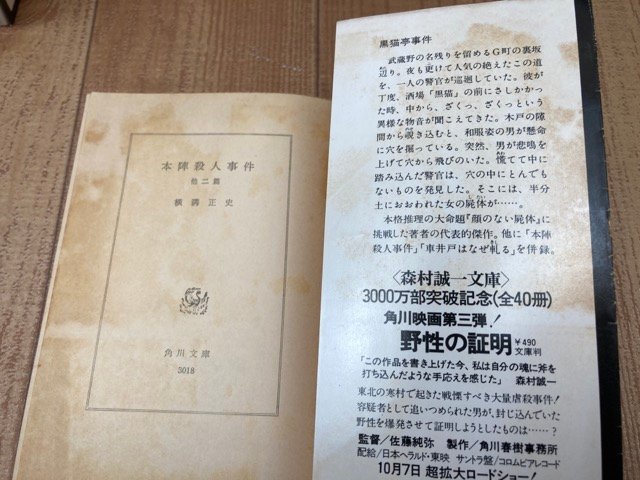 本陣殺人事件
他二篇
横溝正史
角川文庫
3018
黒猫亭事件
武蔵野の名残りを留めるG町の裏坂
辺り。夜も更けて人気の絶えたこの道
を、一人の警官が巡廻していた。彼が
丁度、酒場「黒猫」の前にさしかかっ
た時、中から、ざくっ、ざくっという
異様な物音が聞こえてきた。木戸の隙
間から覗き込むと、和服姿の男が懸命
に穴を掘っている。突然、男が悲鳴を
上げて穴から飛びのいた。慌てて中に
踏み込んだ警官は、穴の中にとんでも
ないものを発見した。そこには、半分
土におおわれた女の屍体が……。
本格推理の大命題『顔のない屍体』に
挑戦した著者の代表的傑作。他に「本陣
殺人事件」「車井戸はなぜ軋る」を併録。
〈森村誠一文庫〉
3000万部突破記念(全40冊)
角川映画第三弾!
野性の証明 ¥490 文庫判
「この作品を書き上げた今、私は自分の魂に斧を
打ち込んだような手応えを感じた」 森村誠一
東北の寒村で起きた戦慄すべき大量虐殺事件!
容疑者として追いつめられた男が、封じ込んでいた
野性を爆発させて証明しようとしたものは……?
監督/佐藤純弥 製作/角川春樹事務所
配給/日本ヘラルド・東映 サントラ盤/コロムビアレコード
10月7日 超拡大ロードショー!